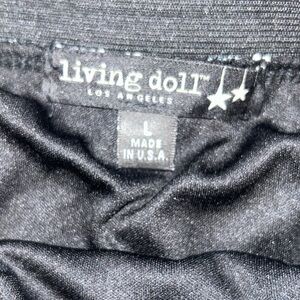 living doll™
LOS ANGELES
L
MADE
IN U.S.A.